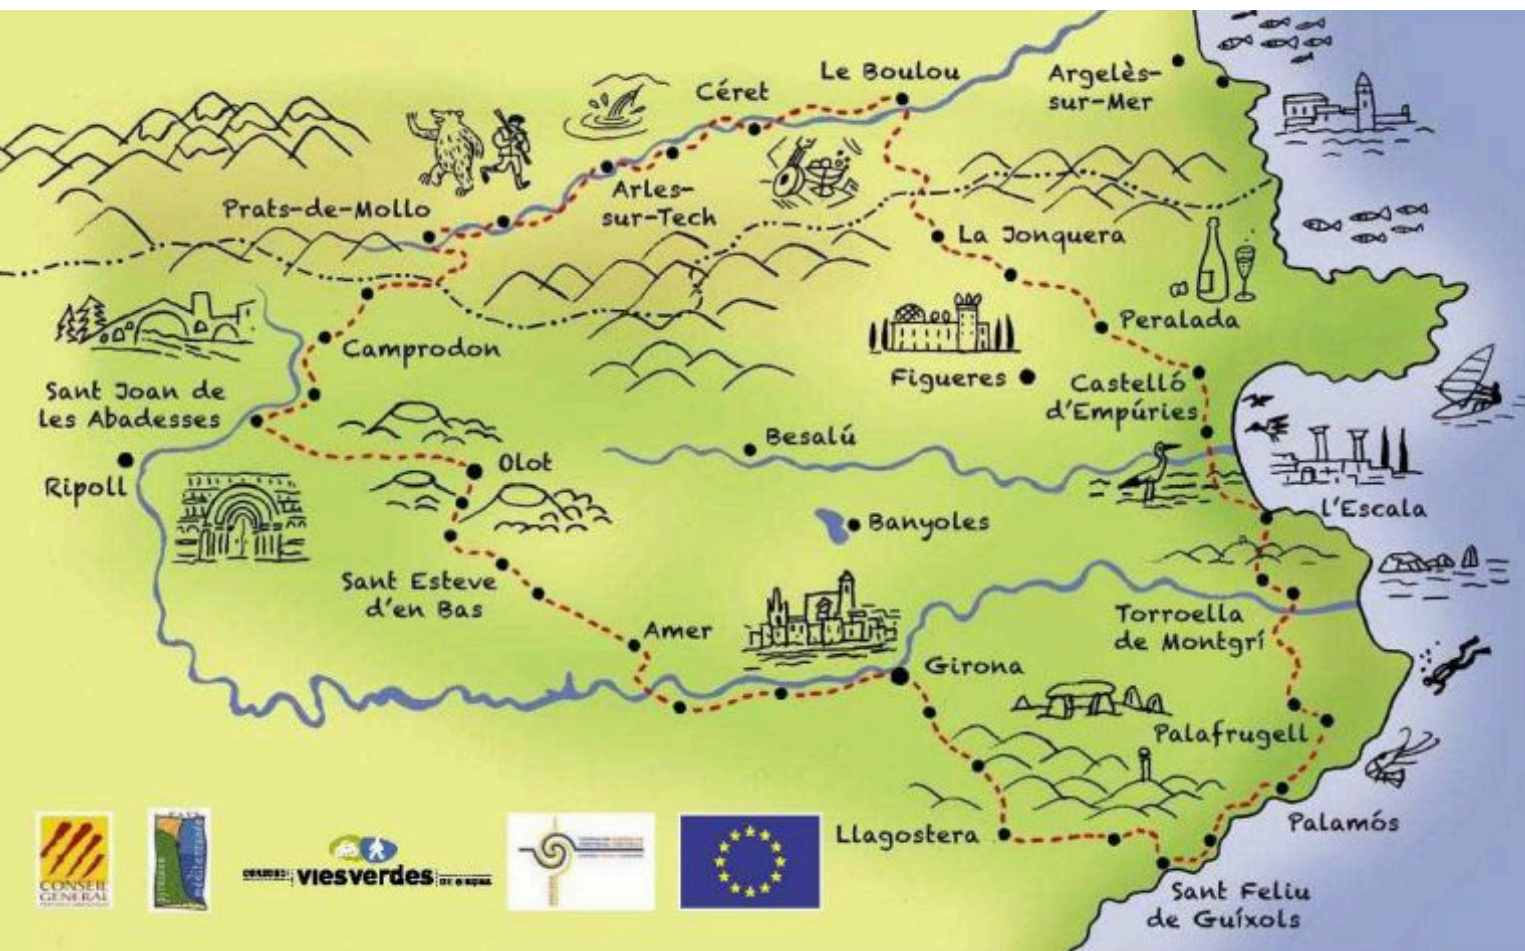 Le Boulou
Argelès-
sur-Mer
Céret
Arles-
sur-Tech
Prats-de-Mollo
La Jonquera
Peralada
Camprodon
Figueres
Castelló
d'Empúries
Sant Joan de
les Abadesses
Besalú
Olot
Ripoll
l'Escala
Banyoles
Sant Esteve
d'en Bas
Torroella
de Montgrí
Amer
Girona
Palafrugell
Llagostera
Palamós
Sant Feliu
de Guíxols
CONSEIL
GENERAL
viesverdes